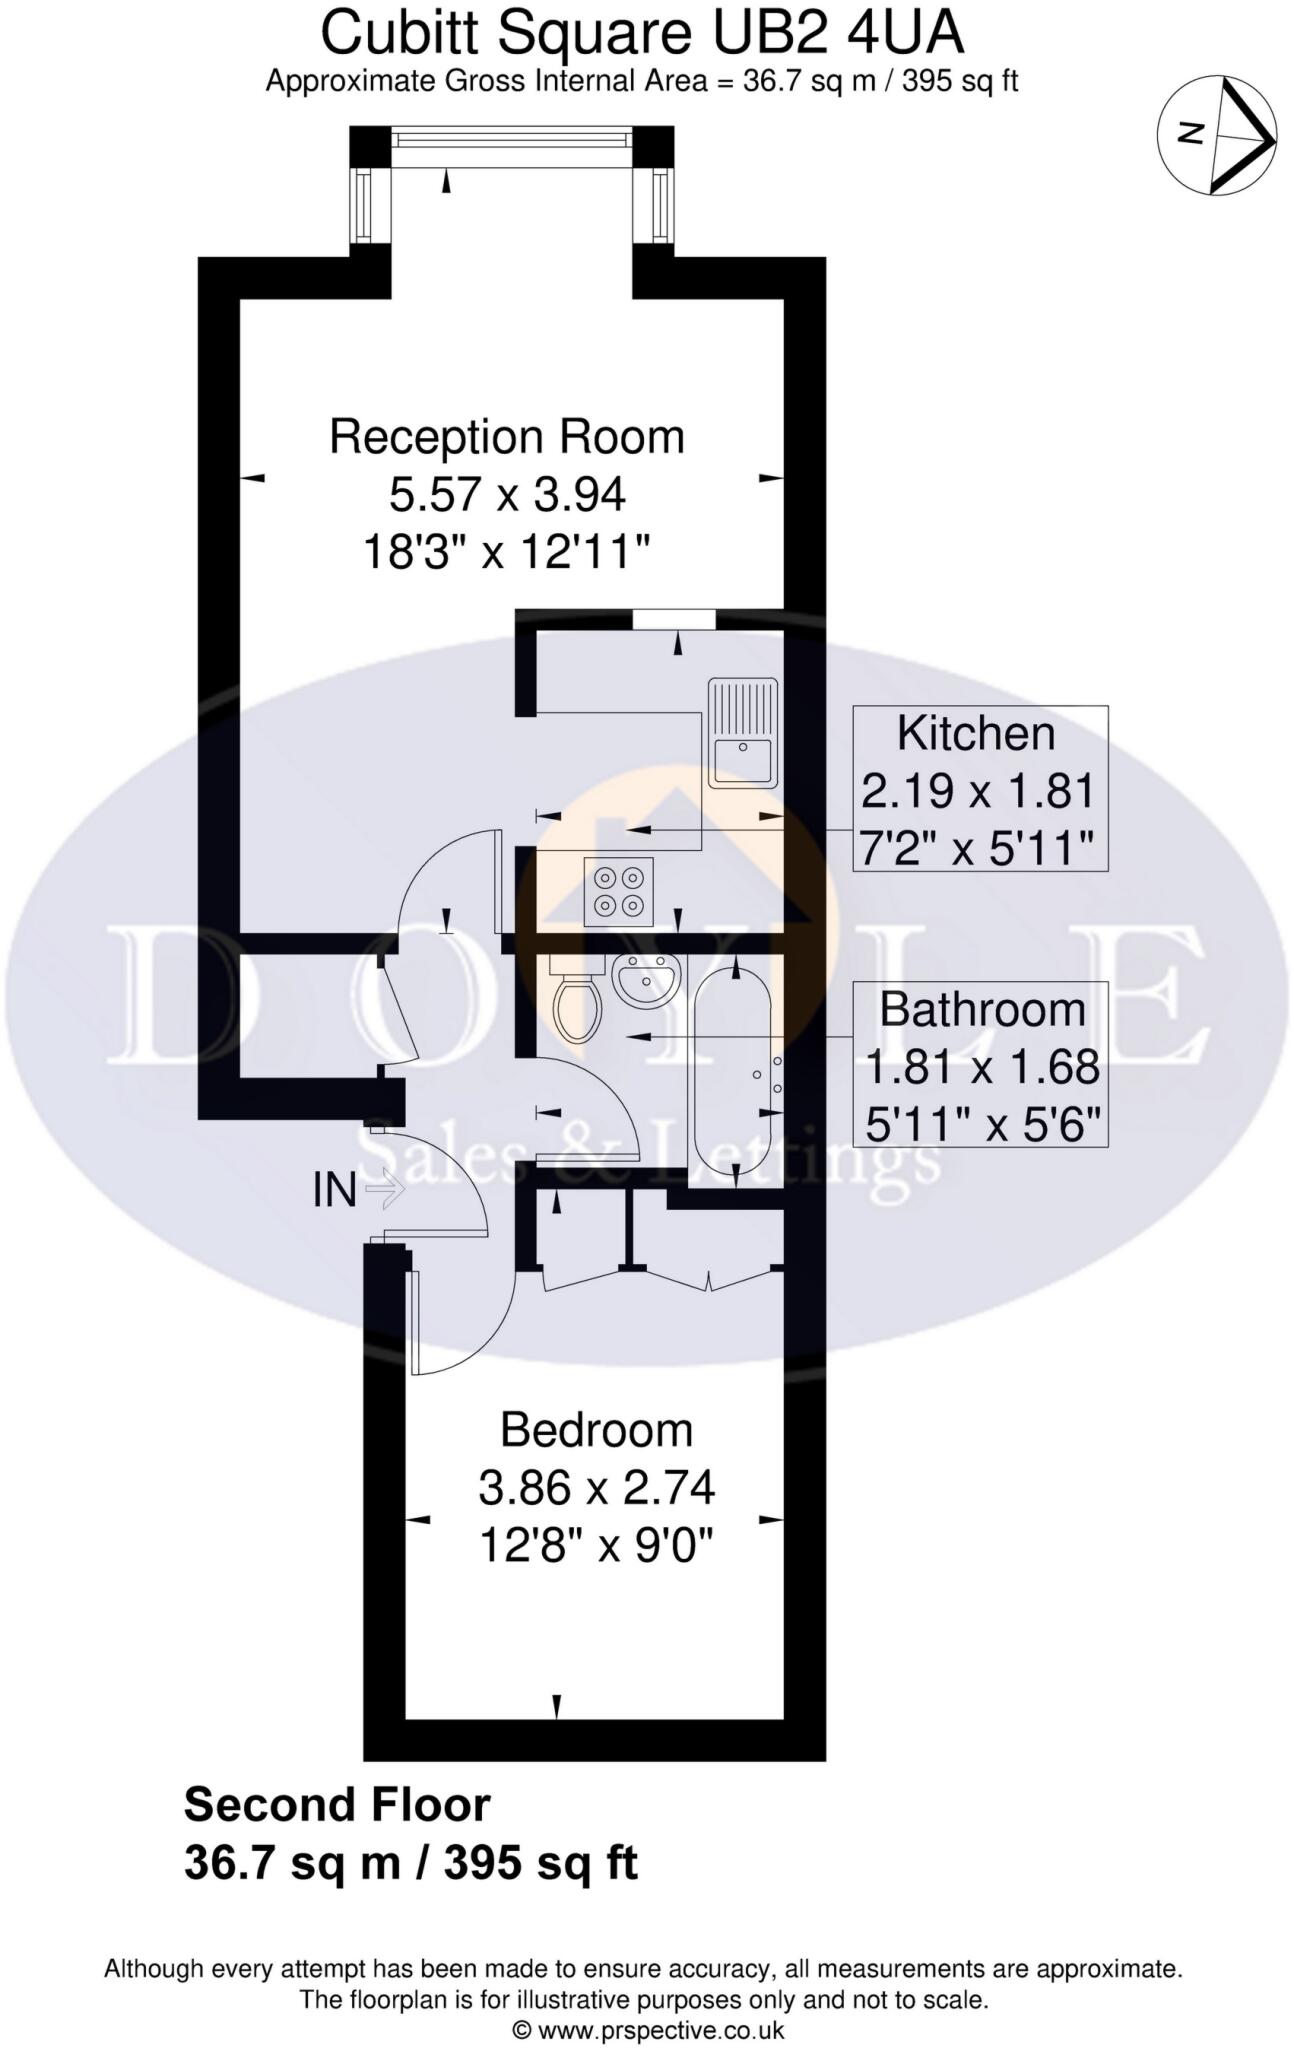 Cubitt Square UB2 4UA
Approximate Gross Internal Area = 36.7 sq m / 395 sq ft
N
Reception Room
5.57 x 3.94
18'3" x 12'11"
Kitchen
2.19 x 1.81
7'2" x 5'11"
DOYLE
Sales & Lettings
Bathroom
1.81 x 1.68
5'11" x 5'6"
IN
Bedroom
3.86 x 2.74
12'8" x 9'0"
Second Floor
36.7 sq m / 395 sq ft
Although every attempt has been made to ensure accuracy, all measurements are approximate.
The floorplan is for illustrative purposes only and not to scale.
© www.prspective.co.uk